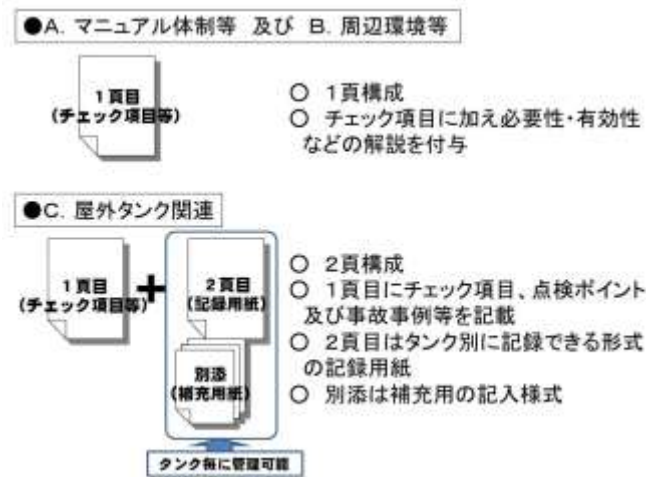 ●A. マニュアル体制等 及び B. 周辺環境等
1頁目
(チェック項目等)
○ 1頁構成
○ チェック項目に加え必要性・有効性
などの解説を付与
●C. 屋外タンク関連
1頁目
(チェック項目等)
+
2頁目
(記録用紙)
別添
(補充用紙)
○ 2頁構成
○ 1頁目にチェック項目、点検ポイント
及び事故事例等を記載
○ 2頁目はタンク別に記録できる形式
の記録用紙
○ 別添は補充用の記入様式
タンク毎に管理可能